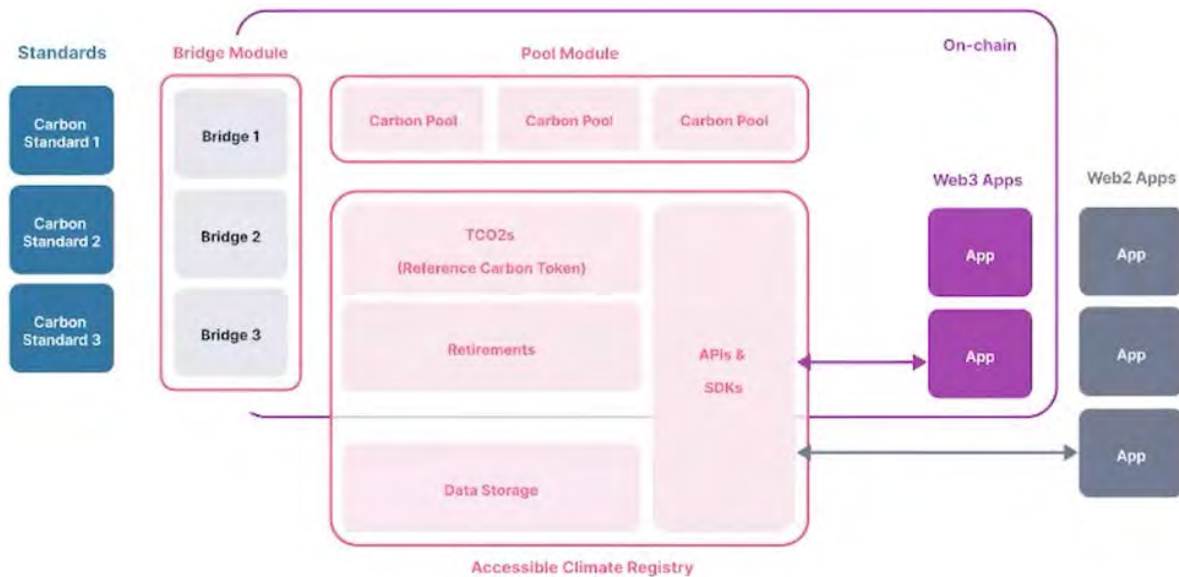 On-chain
Standards
Bridge Module
Pool Module
Carbon
Standard 1
Carbon
Standard 2
Carbon
Standard 3
Bridge 1
Bridge 2
Bridge 3
Carbon Pool
Carbon Pool
Carbon Pool
TCO2s
(Reference Carbon Token)
Retirements
Data Storage
APIs &
SDKs
Accessible Climate Registry
Web3 Apps
App
App
Web2 Apps
App
App
App